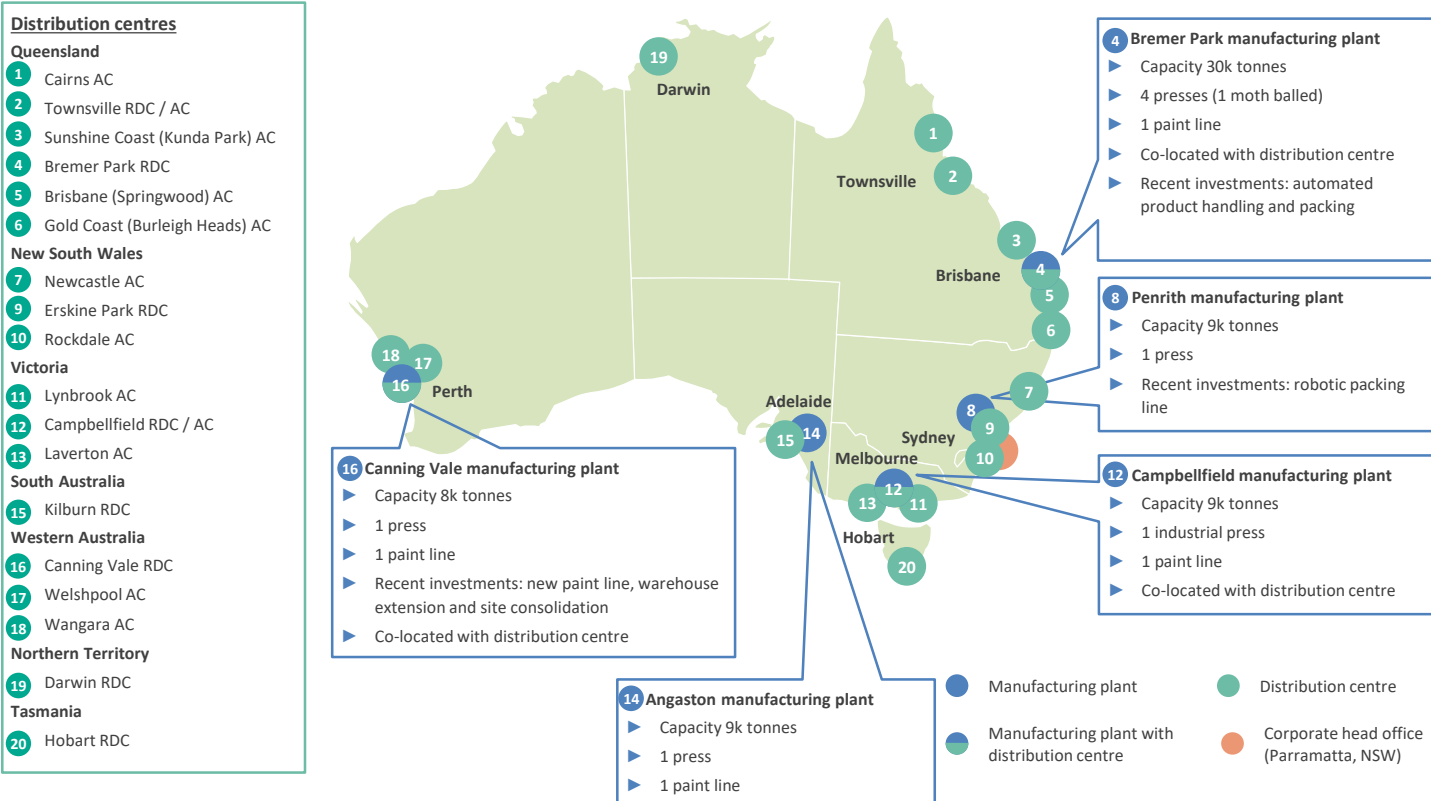 Distribution centres
Queensland
1 Cairns AC
2 Townsville RDC / AC
3 Sunshine Coast (Kunda Park) AC
4 Bremer Park RDC
5 Brisbane (Springwood) AC
6 Gold Coast (Burleigh Heads) AC
New South Wales
7 Newcastle AC
9 Erskine Park RDC
10 Rockdale AC
Victoria
11 Lynbrook AC
12 Campbellfield RDC / AC
13 Laverton AC
South Australia
15 Kilburn RDC
Western Australia
16 Canning Vale RDC
17 Welshpool AC
18 Wangara AC
Northern Territory
19 Darwin RDC
Tasmania
20 Hobart RDC
19
Darwin
1
Townsville
2
3
Brisbane
4
5
6
18
17
16
Perth
Adelaide
15
14
7
8
9
Sydney
10
Melbourne
13
12
11
Hobart
20
4 Bremer Park manufacturing plant
► Capacity 30k tonnes
► 4 presses (1 moth balled)
► 1 paint line
► Co-located with distribution centre
► Recent investments: automated
product handling and packing
8 Penrith manufacturing plant
► Capacity 9k tonnes
► 1 press
► Recent investments: robotic packing
line
12 Campbellfield manufacturing plant
► Capacity 9k tonnes
► 1 industrial press
► 1 paint line
► Co-located with distribution centre
16 Canning Vale manufacturing plant
► Capacity 8k tonnes
► 1 press
► 1 paint line
► Recent investments: new paint line, warehouse
extension and site consolidation
► Co-located with distribution centre
14 Angaston manufacturing plant
► Capacity 9k tonnes
► 1 press
► 1 paint line
Manufacturing plant
Distribution centre
Manufacturing plant with
distribution centre
Corporate head office
(Parramatta, NSW)